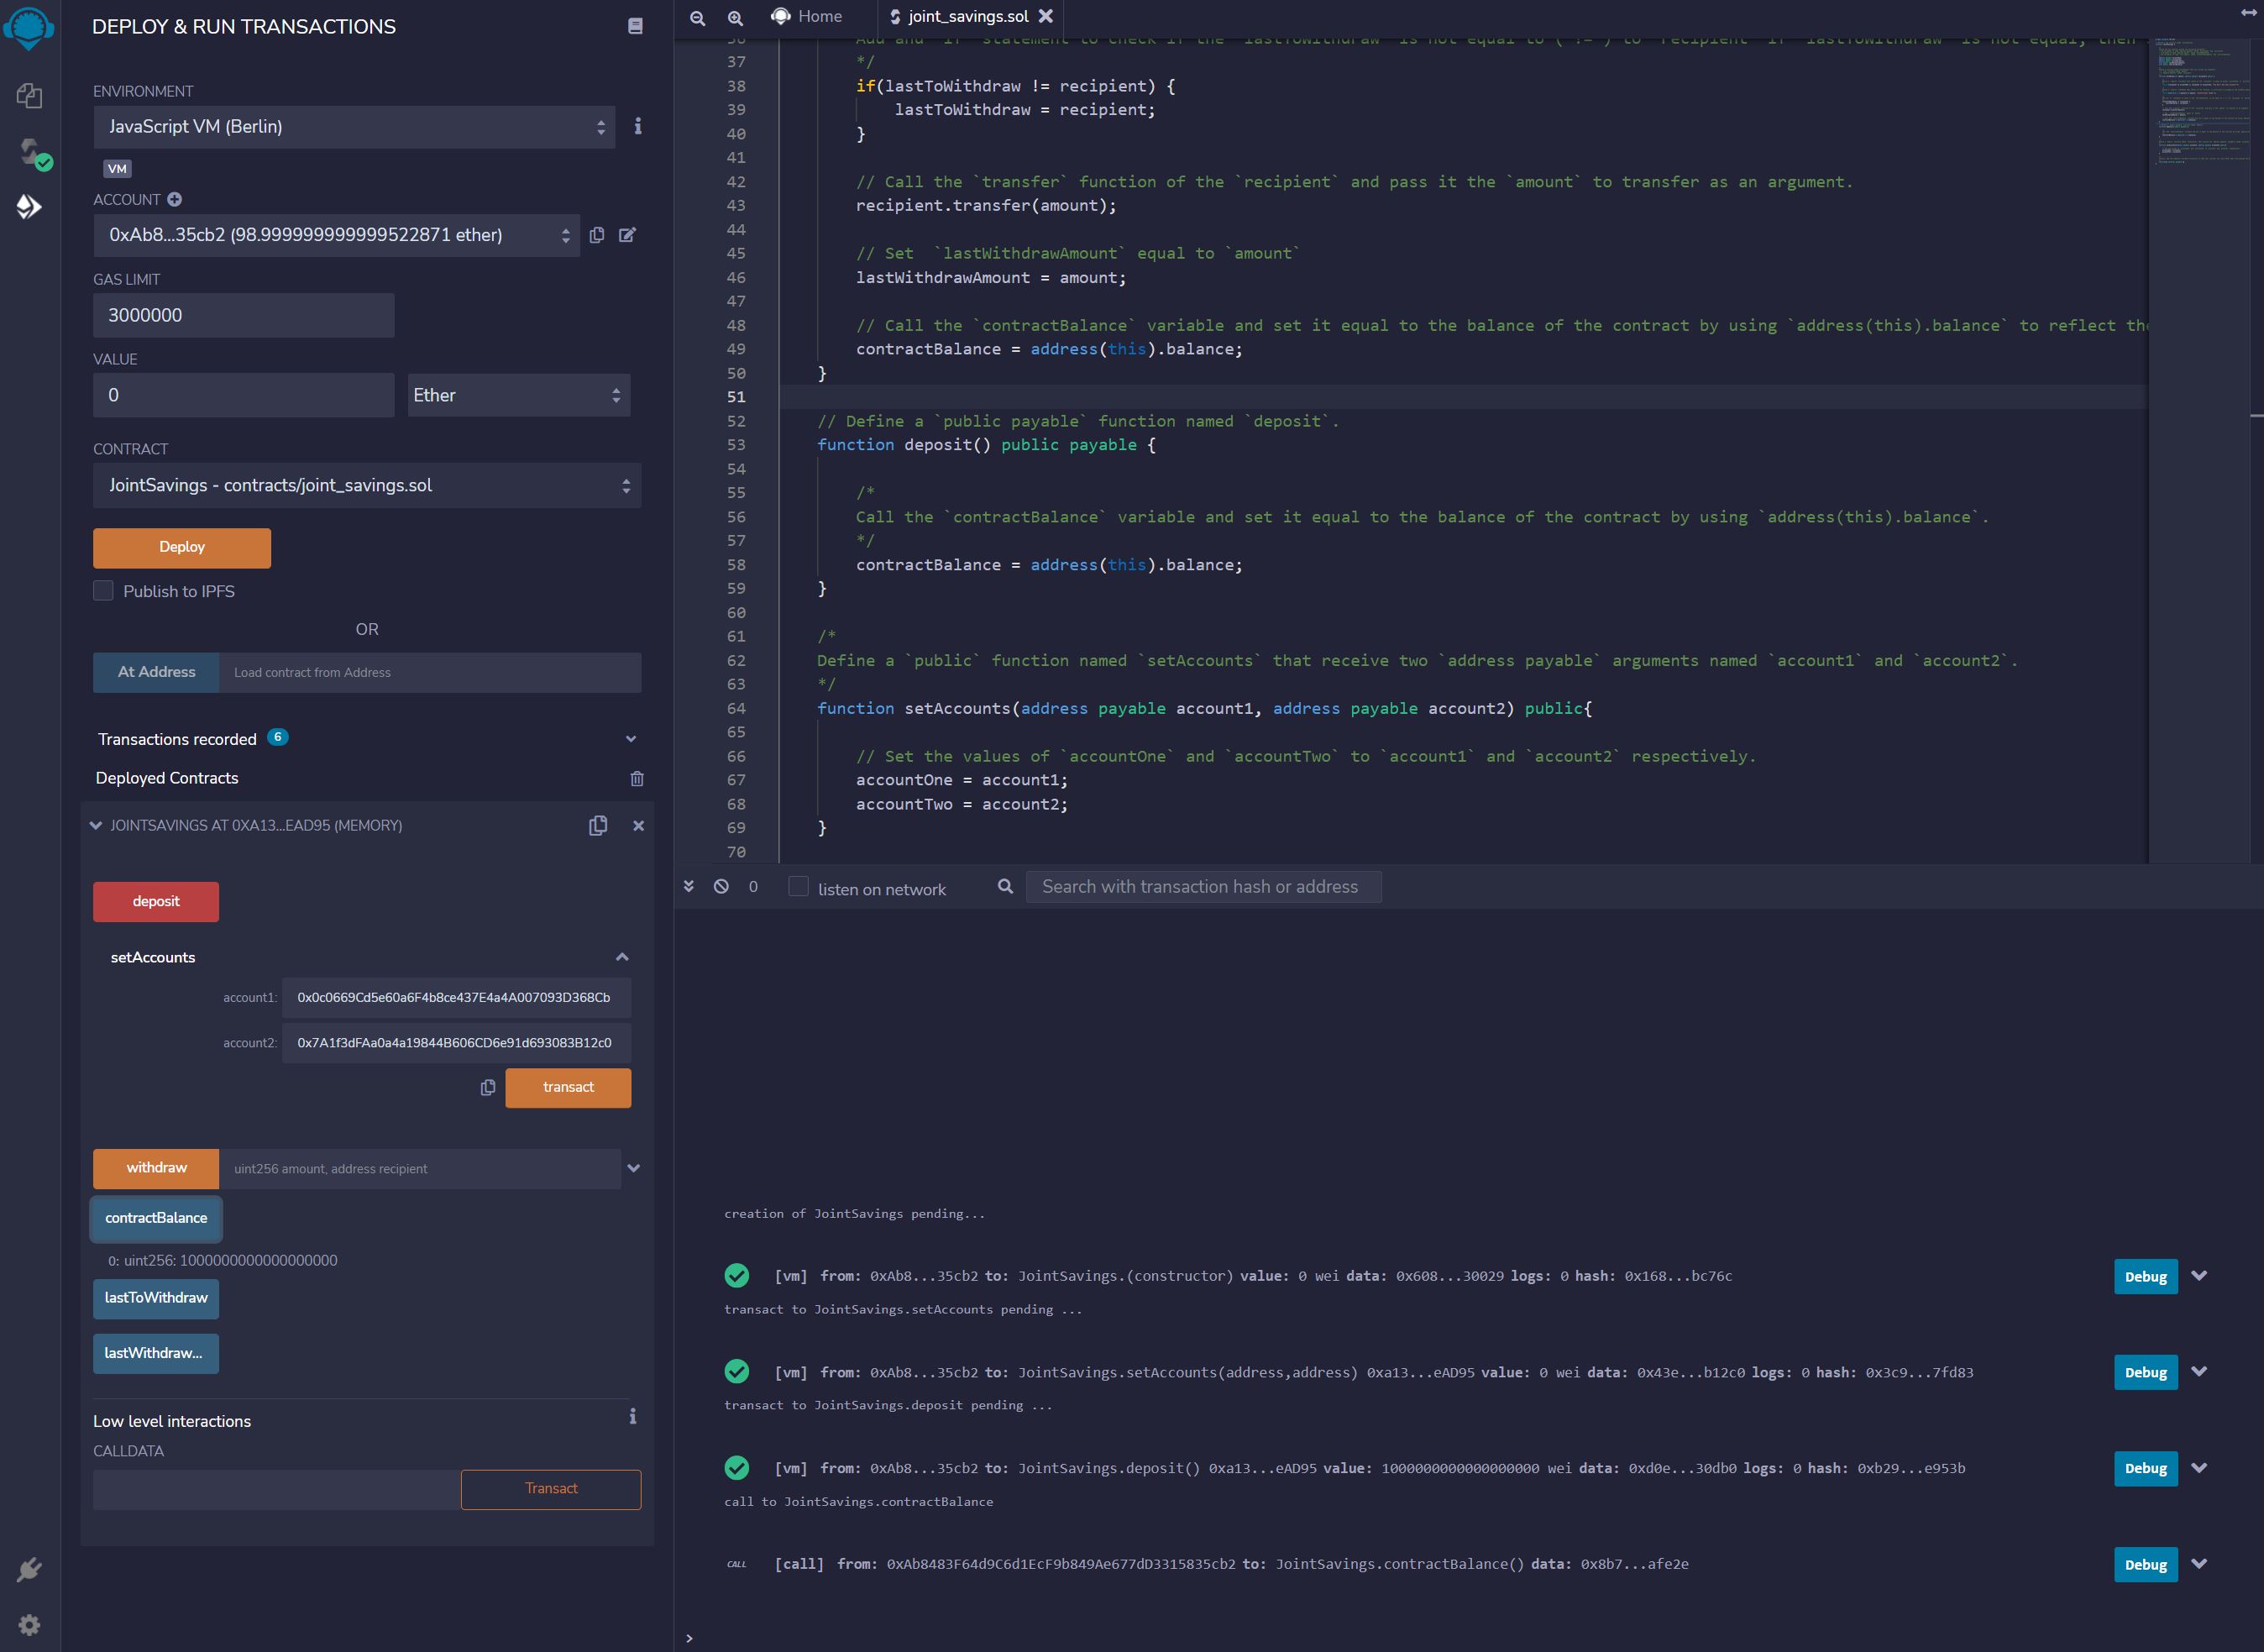 DEPLOY & RUN TRANSACTIONS
ENVIRONMENT
JavaScript VM (Berlin)
VM
ACCOUNT
0xAb8...35cb2 (98.999999999999522871 ether)
GAS LIMIT
3000000
VALUE
0
Ether
CONTRACT
JointSavings - contracts/joint_savings.sol
Deploy
Publish to IPFS
OR
At Address
Load contract from Address
Transactions recorded 6
Deployed Contracts
JOINTSAVINGS AT 0XA13...EAD95 (MEMORY)
deposit
setAccounts
account1: 0x0c0669Cd5e60a6F4b8ce437E4a4A007093D368Cb
account2: 0x7A1f3dFAa0a4a19844B606CD6e91d693083B12c0
transact
withdraw
uint256 amount, address recipient
contractBalance
0: uint256: 1000000000000000000
lastToWithdraw
lastWithdraw...
Low level interactions
CALLDATA
Transact
Home
joint_savings.sol
37 */
38 if(lastToWithdraw != recipient) {
39 lastToWithdraw = recipient;
40 }
41
42 // Call the `transfer` function of the `recipient` and pass it the `amount` to transfer as an argument.
43 recipient.transfer(amount);
44
45 // Set  `lastWithdrawAmount` equal to `amount`
46 lastWithdrawAmount = amount;
47
48 // Call the `contractBalance` variable and set it equal to the balance of the contract by using `address(this).balance` to reflect the
49 contractBalance = address(this).balance;
50 }
51
52 // Define a `public payable` function named `deposit`.
53 function deposit() public payable {
54
55 /*
56 Call the `contractBalance` variable and set it equal to the balance of the contract by using `address(this).balance`.
57 */
58 contractBalance = address(this).balance;
59 }
60
61 /*
62 Define a `public` function named `setAccounts` that receive two `address payable` arguments named `account1` and `account2`.
63 */
64 function setAccounts(address payable account1, address payable account2) public{
65
66 // Set the values of `accountOne` and `accountTwo` to `account1` and `account2` respectively.
67 accountOne = account1;
68 accountTwo = account2;
69 }
70
0
listen on network
Search with transaction hash or address
creation of JointSavings pending...
[vm] from: 0xAb8...35cb2 to: JointSavings.(constructor) value: 0 wei data: 0x608...30029 logs: 0 hash: 0x168...bc76c
Debug
transact to JointSavings.setAccounts pending ...
[vm] from: 0xAb8...35cb2 to: JointSavings.setAccounts(address,address) 0xa13...eAD95 value: 0 wei data: 0x43e...b12c0 logs: 0 hash: 0x3c9...7fd83
Debug
transact to JointSavings.deposit pending ...
[vm] from: 0xAb8...35cb2 to: JointSavings.deposit() 0xa13...eAD95 value: 1000000000000000000 wei data: 0xd0e...30db0 logs: 0 hash: 0xb29...e953b
Debug
call to JointSavings.contractBalance
CALL [call] from: 0xAb8483F64d9C6d1EcF9b849Ae677dD3315835cb2 to: JointSavings.contractBalance() data: 0x8b7...afe2e
Debug
>